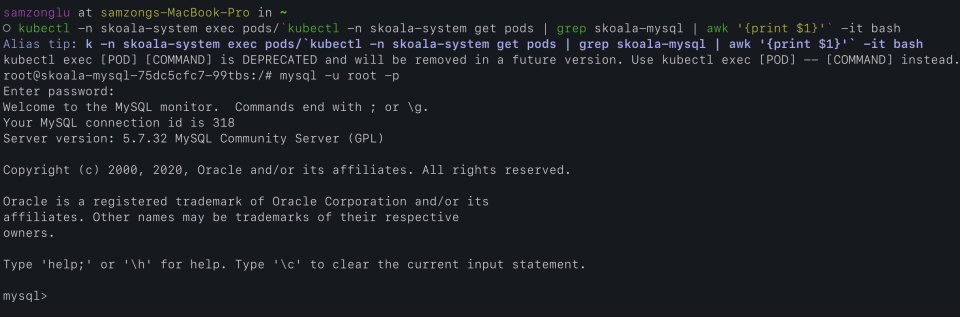 samzonglu at samzongs-MacBook-Pro in ~
○ kubectl -n skoala-system exec pods/`kubectl -n skoala-system get pods | grep skoala-mysql | awk '{print $1}'` -it bash
Alias tip: k -n skoala-system exec pods/`kubectl -n skoala-system get pods | grep skoala-mysql | awk '{print $1}'` -it bash
kubectl exec [POD] [COMMAND] is DEPRECATED and will be removed in a future version. Use kubectl exec [POD] -- [COMMAND] instead.
root@skoala-mysql-75dc5cfc7-99tbs:/# mysql -u root -p
Enter password:
Welcome to the MySQL monitor.  Commands end with ; or \g.
Your MySQL connection id is 318
Server version: 5.7.32 MySQL Community Server (GPL)

Copyright (c) 2000, 2020, Oracle and/or its affiliates. All rights reserved.

Oracle is a registered trademark of Oracle Corporation and/or its
affiliates. Other names may be trademarks of their respective
owners.

Type 'help;' or '\h' for help. Type '\c' to clear the current input statement.

mysql>